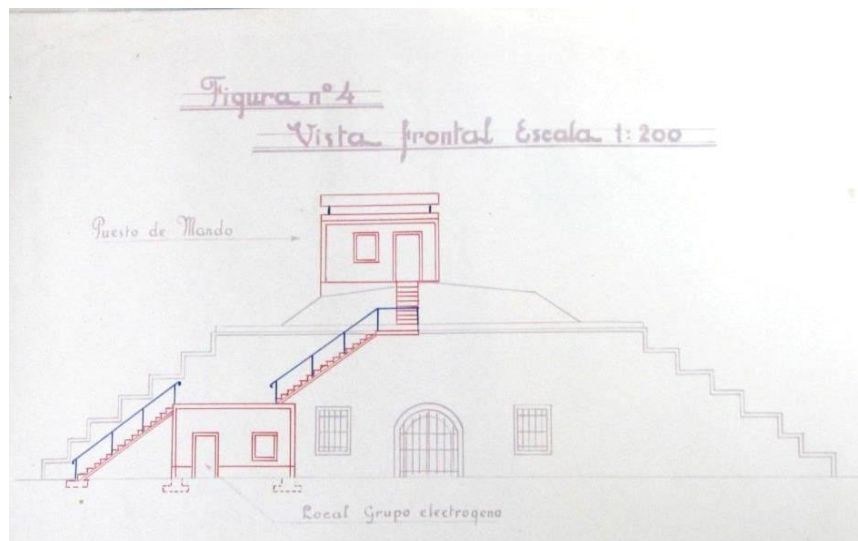 Figura nº 4
Vista frontal Escala 1:200
Puesto de Mando
Local Grupo electrogeno